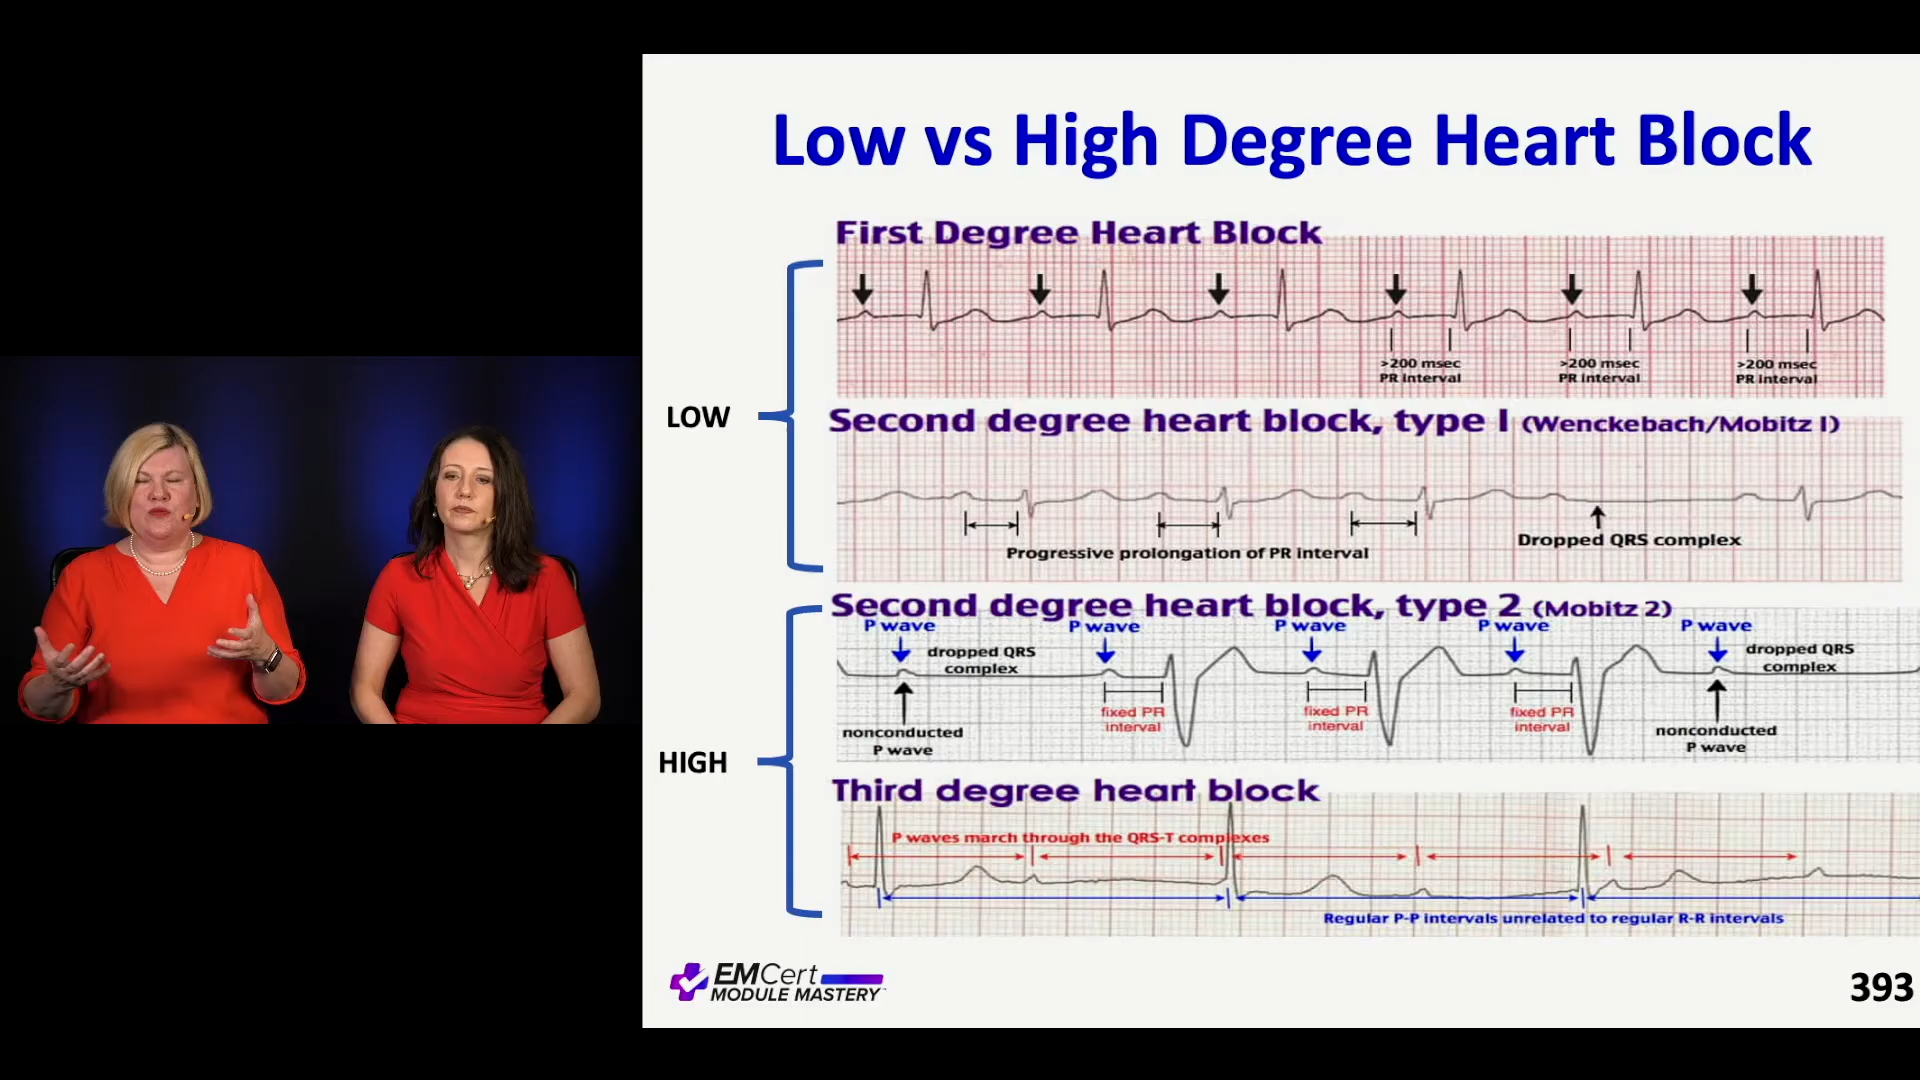 Low vs High Degree Heart Block
First Degree Heart Block
>200 msec
PR interval
>200 msec
PR interval
>200 msec
PR interval
LOW
Second degree heart block, type I (Wenckebach/Mobitz I)
Progressive prolongation of PR interval
Dropped QRS complex
Second degree heart block, type 2 (Mobitz 2)
P wave
P wave
P wave
P wave
P wave
dropped QRS
complex
dropped QRS
complex
fixed PR
interval
fixed PR
interval
fixed PR
interval
nonconducted
P wave
nonconducted
P wave
HIGH
Third degree heart block
P waves march through the QRS-T complexes
Regular P-P intervals unrelated to regular R-R intervals
EMCert
MODULE MASTERY™
393